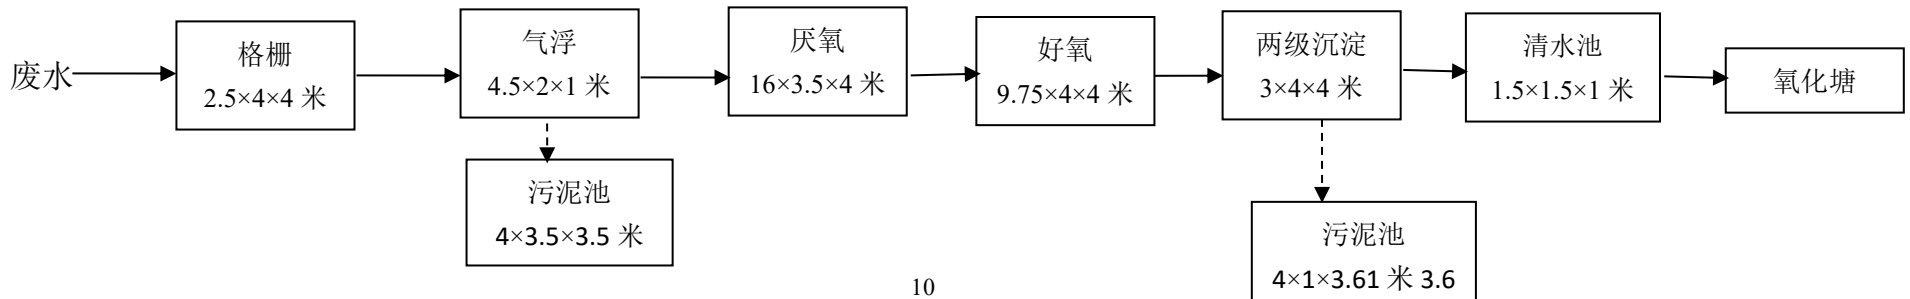 废水
格栅
2.5×4×4 米
气浮
4.5×2×1 米
厌氧
16×3.5×4 米
好氧
9.75×4×4 米
两级沉淀
3×4×4 米
清水池
1.5×1.5×1 米
氧化塘
污泥池
4×3.5×3.5 米
污泥池
4×1×3.61 米 3.6
10